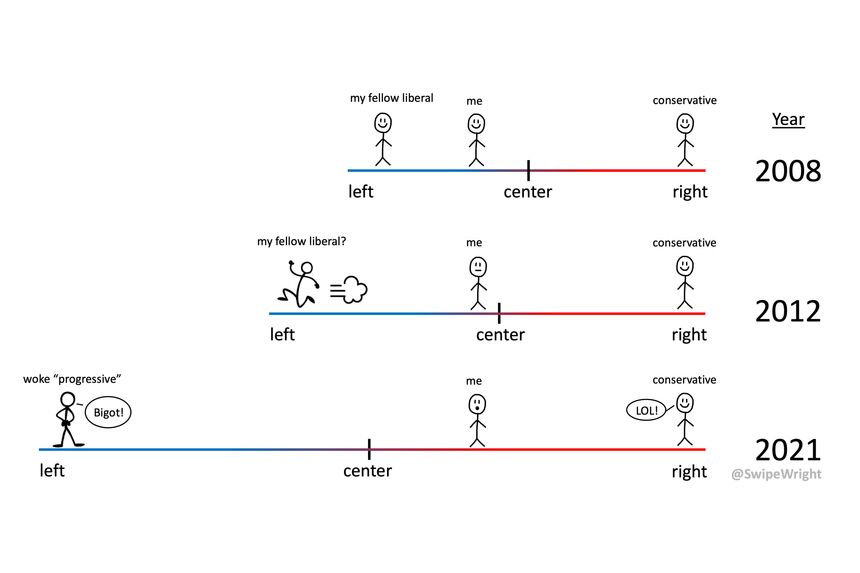 my fellow liberal
me
conservative
Year
2008
left
center
right
my fellow liberal?
me
conservative
2012
left
center
right
woke “progressive”
Bigot!
me
conservative
LOL!
2021
left
center
right
@SwipeWright